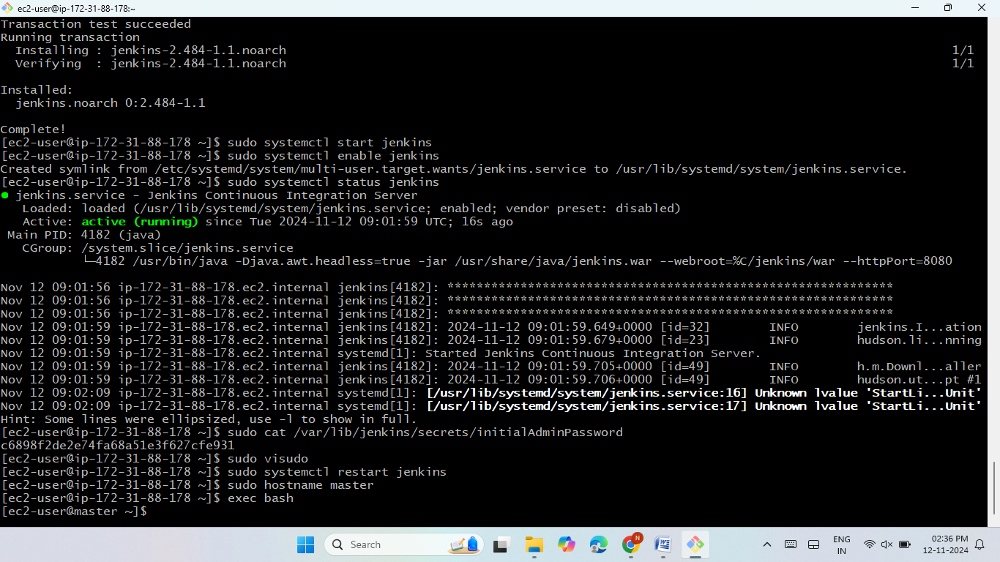 ec2-user@ip-172-31-88-178:~
Transaction test succeeded
Running transaction
  Installing : jenkins-2.484-1.1.noarch 1/1
  Verifying  : jenkins-2.484-1.1.noarch 1/1
Installed:
  jenkins.noarch 0:2.484-1.1
Complete!
[ec2-user@ip-172-31-88-178 ~]$ sudo systemctl start jenkins
[ec2-user@ip-172-31-88-178 ~]$ sudo systemctl enable jenkins
Created symlink from /etc/systemd/system/multi-user.target.wants/jenkins.service to /usr/lib/systemd/system/jenkins.service.
[ec2-user@ip-172-31-88-178 ~]$ sudo systemctl status jenkins
● jenkins.service - Jenkins Continuous Integration Server
   Loaded: loaded (/usr/lib/systemd/system/jenkins.service; enabled; vendor preset: disabled)
   Active: active (running) since Tue 2024-11-12 09:01:59 UTC; 16s ago
 Main PID: 4182 (java)
   CGroup: /system.slice/jenkins.service
           └─4182 /usr/bin/java -Djava.awt.headless=true -jar /usr/share/java/jenkins.war --webroot=%C/jenkins/war --httpPort=8080
Nov 12 09:01:56 ip-172-31-88-178.ec2.internal jenkins[4182]: *************************************************************
Nov 12 09:01:56 ip-172-31-88-178.ec2.internal jenkins[4182]: *************************************************************
Nov 12 09:01:56 ip-172-31-88-178.ec2.internal jenkins[4182]: *************************************************************
Nov 12 09:01:59 ip-172-31-88-178.ec2.internal jenkins[4182]: 2024-11-12 09:01:59.649+0000 [id=32]        INFO        jenkins.I...ation
Nov 12 09:01:59 ip-172-31-88-178.ec2.internal jenkins[4182]: 2024-11-12 09:01:59.679+0000 [id=23]        INFO        hudson.li...nning
Nov 12 09:01:59 ip-172-31-88-178.ec2.internal systemd[1]: Started Jenkins Continuous Integration Server.
Nov 12 09:01:59 ip-172-31-88-178.ec2.internal jenkins[4182]: 2024-11-12 09:01:59.705+0000 [id=49]        INFO        h.m.Downl...aller
Nov 12 09:01:59 ip-172-31-88-178.ec2.internal jenkins[4182]: 2024-11-12 09:01:59.706+0000 [id=49]        INFO        hudson.ut...pt #1
Nov 12 09:02:09 ip-172-31-88-178.ec2.internal systemd[1]: [/usr/lib/systemd/system/jenkins.service:16] Unknown lvalue 'StartLi...Unit'
Nov 12 09:02:09 ip-172-31-88-178.ec2.internal systemd[1]: [/usr/lib/systemd/system/jenkins.service:17] Unknown lvalue 'StartLi...Unit'
Hint: Some lines were ellipsized, use -l to show in full.
[ec2-user@ip-172-31-88-178 ~]$ sudo cat /var/lib/jenkins/secrets/initialAdminPassword
c6898f2de2e74fa68a51e3f627cfe931
[ec2-user@ip-172-31-88-178 ~]$ sudo visudo
[ec2-user@ip-172-31-88-178 ~]$ sudo systemctl restart jenkins
[ec2-user@ip-172-31-88-178 ~]$ sudo hostname master
[ec2-user@ip-172-31-88-178 ~]$ exec bash
[ec2-user@master ~]$
Search
N
W
ENG
IN
02:36 PM
12-11-2024